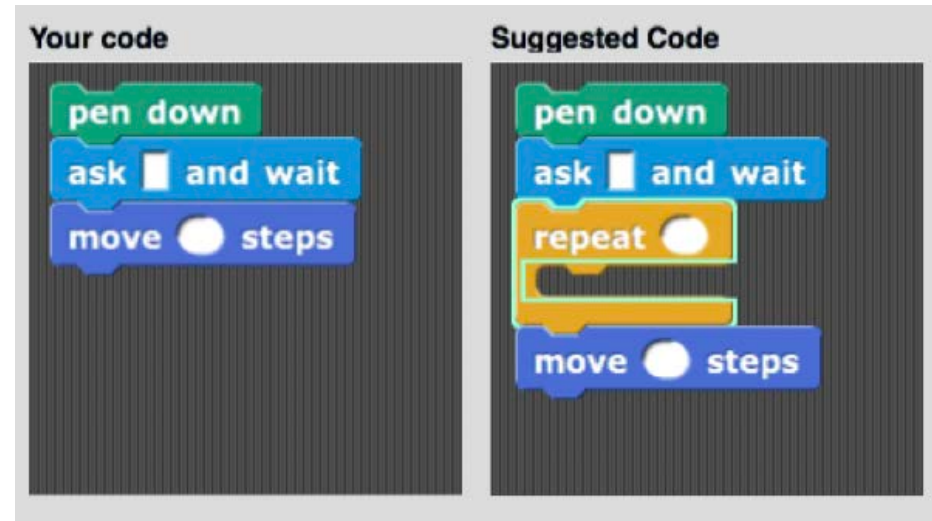 Your code
pen down
ask and wait
move steps
Suggested Code
pen down
ask and wait
repeat
move steps